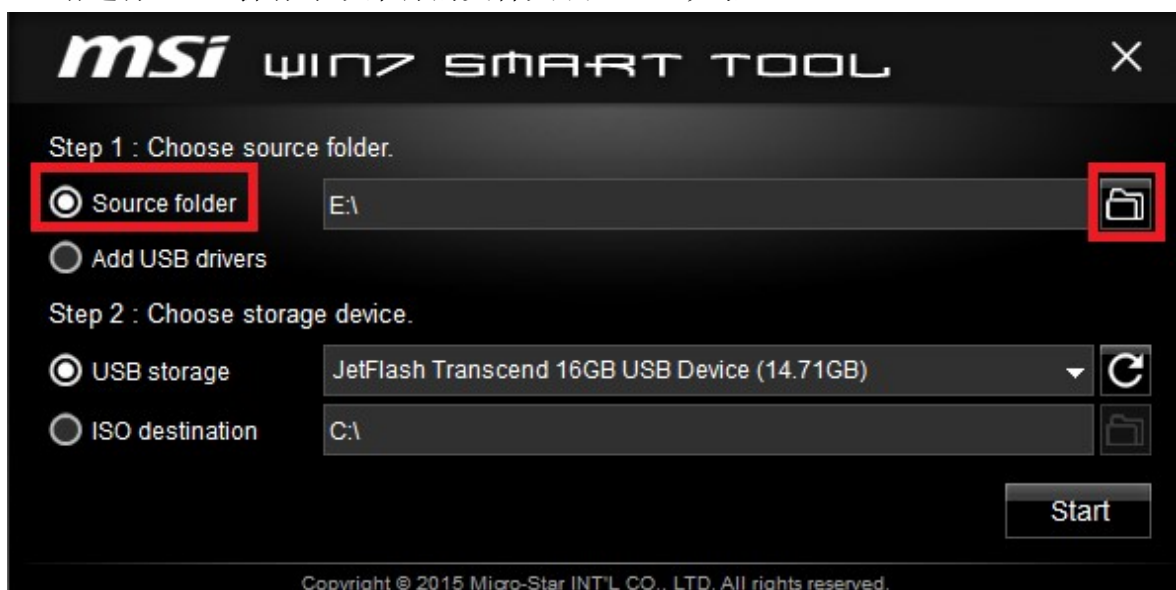 msi WIN7 SMART TOOL
Step 1 : Choose source folder.
Source folder E:\
Add USB drivers
Step 2 : Choose storage device.
USB storage JetFlash Transcend 16GB USB Device (14.71GB)
ISO destination C:\
Start
Copyright © 2015 Micro-Star INT'L CO., LTD. All rights reserved.